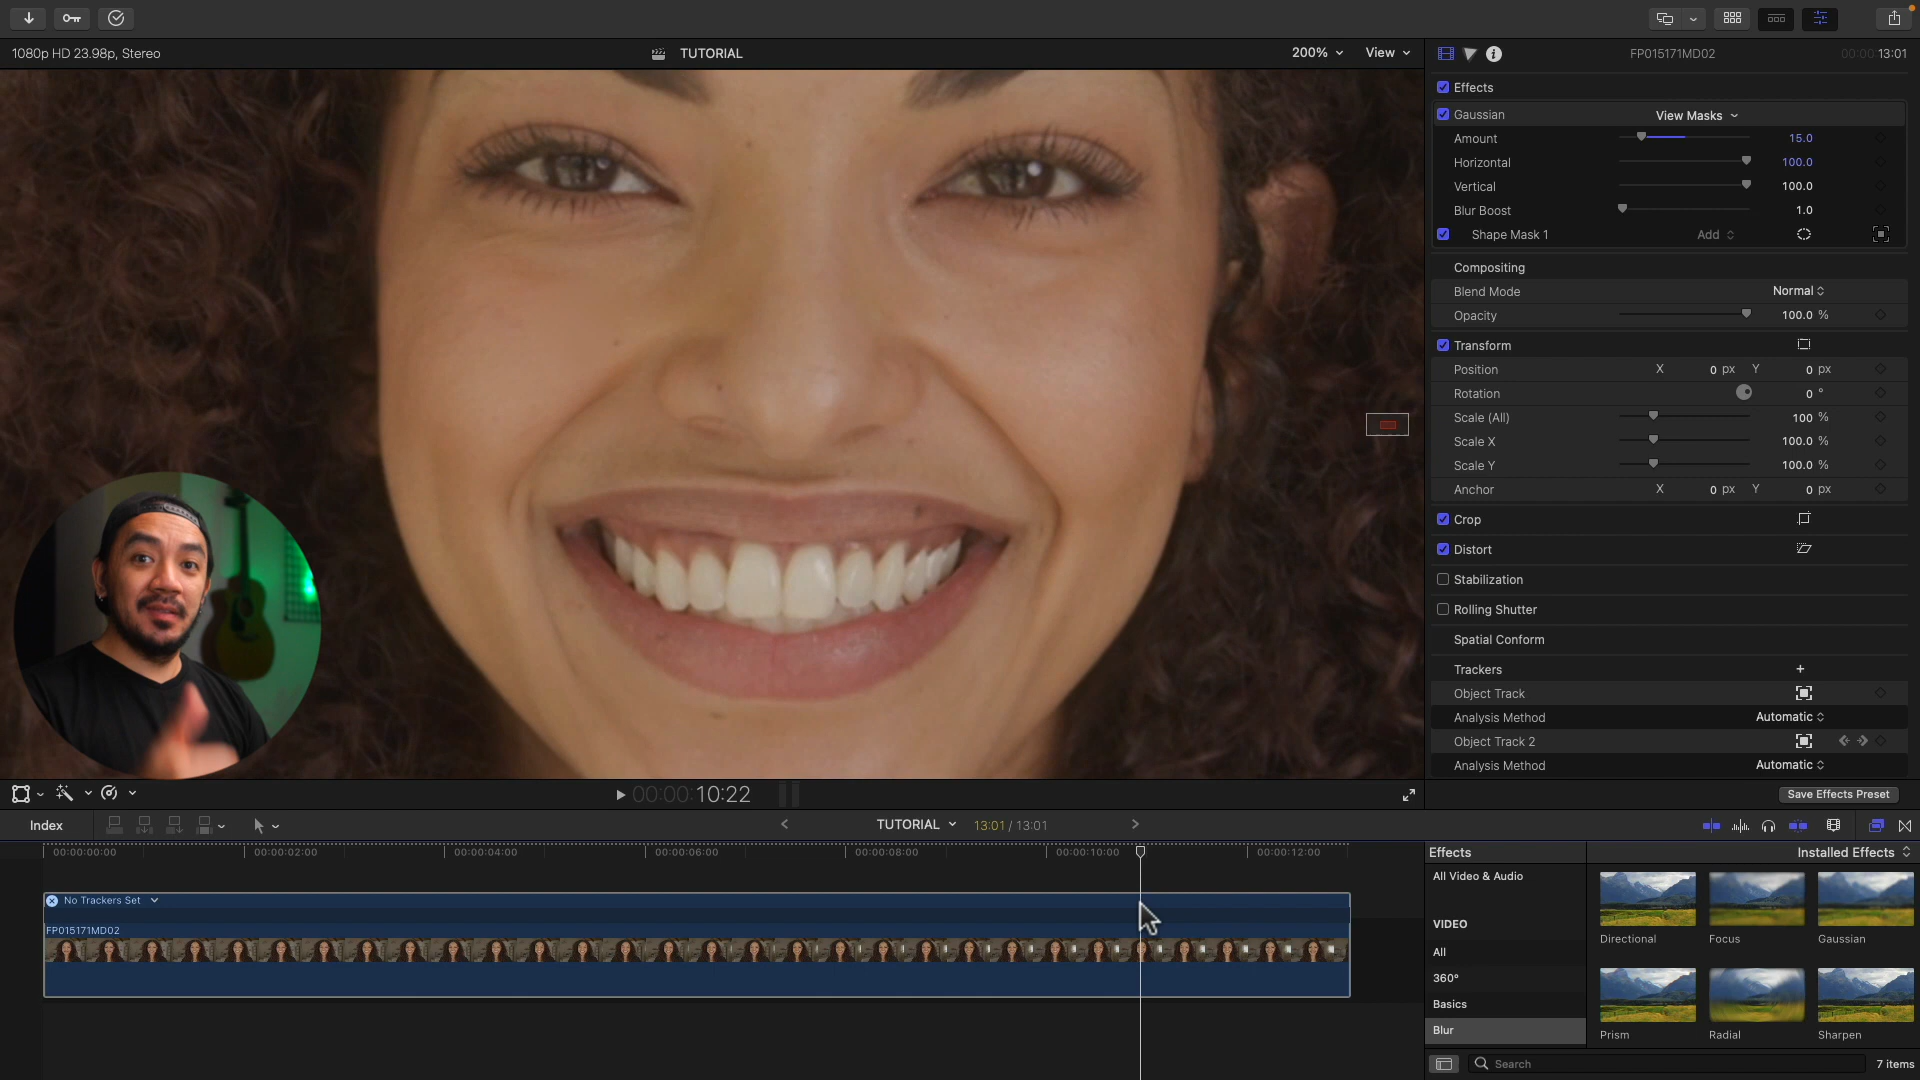 1080p HD 23.98p, Stereo
TUTORIAL
200%
View
FP015171MD02
00:00:13:01
Effects
Gaussian
View Masks
Amount
15.0
Horizontal
100.0
Vertical
100.0
Blur Boost
1.0
Shape Mask 1
Add
Compositing
Blend Mode
Normal
Opacity
100.0 %
Transform
Position
X 0 px Y 0 px
Rotation
0 °
Scale (All)
100 %
Scale X
100.0 %
Scale Y
100.0 %
Anchor
X 0 px Y 0 px
Crop
Distort
Stabilization
Rolling Shutter
Spatial Conform
Trackers
+
Object Track
Analysis Method
Automatic
Object Track 2
Analysis Method
Automatic
00:00:10:22
Save Effects Preset
Index
TUTORIAL
13:01 / 13:01
00:00:00:00
00:00:02:00
00:00:04:00
00:00:06:00
00:00:08:00
00:00:10:00
00:00:12:00
No Trackers Set
FP015171MD02
Effects
Installed Effects
All Video & Audio
VIDEO
All
360°
Basics
Blur
Directional
Focus
Gaussian
Prism
Radial
Sharpen
Search
7 items